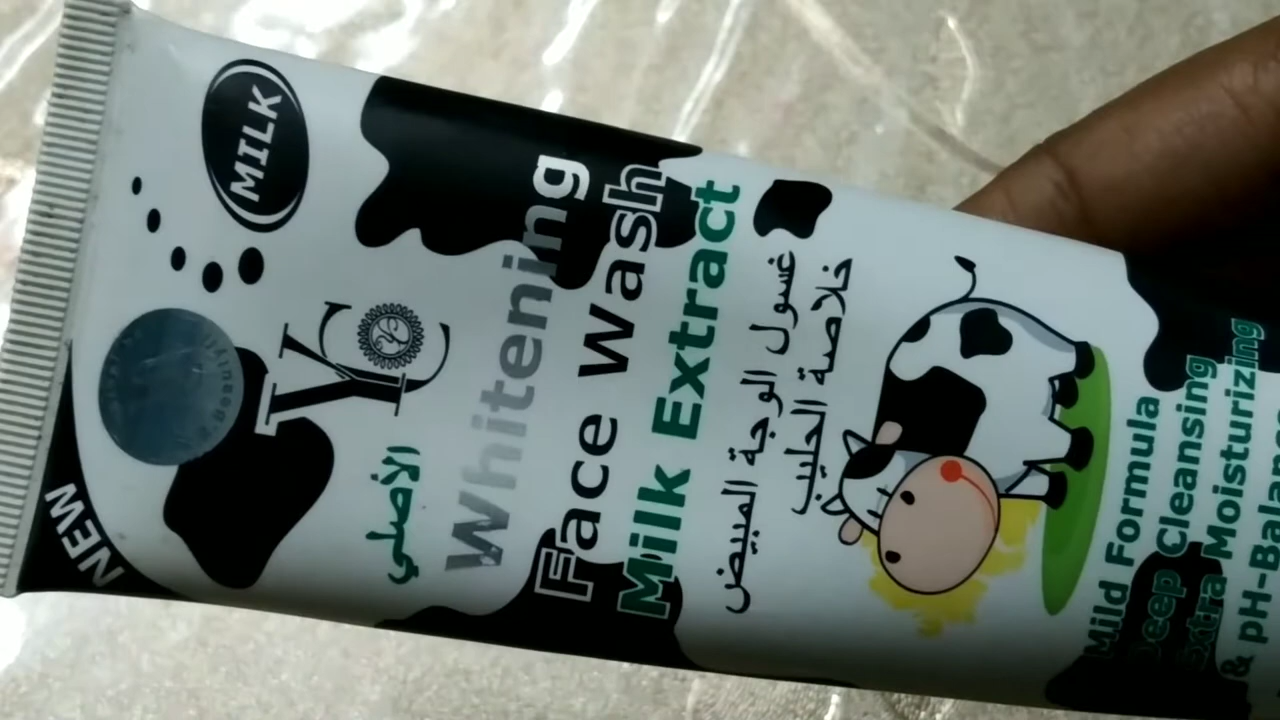 MILK
NEW
YC
الأصلي
Whitening
Face Wash
Milk Extract
غسول الوجة المبيض
خلاصة الحليب
Mild Formula
Deep Cleansing
Extra Moisturizing
& pH-Balance